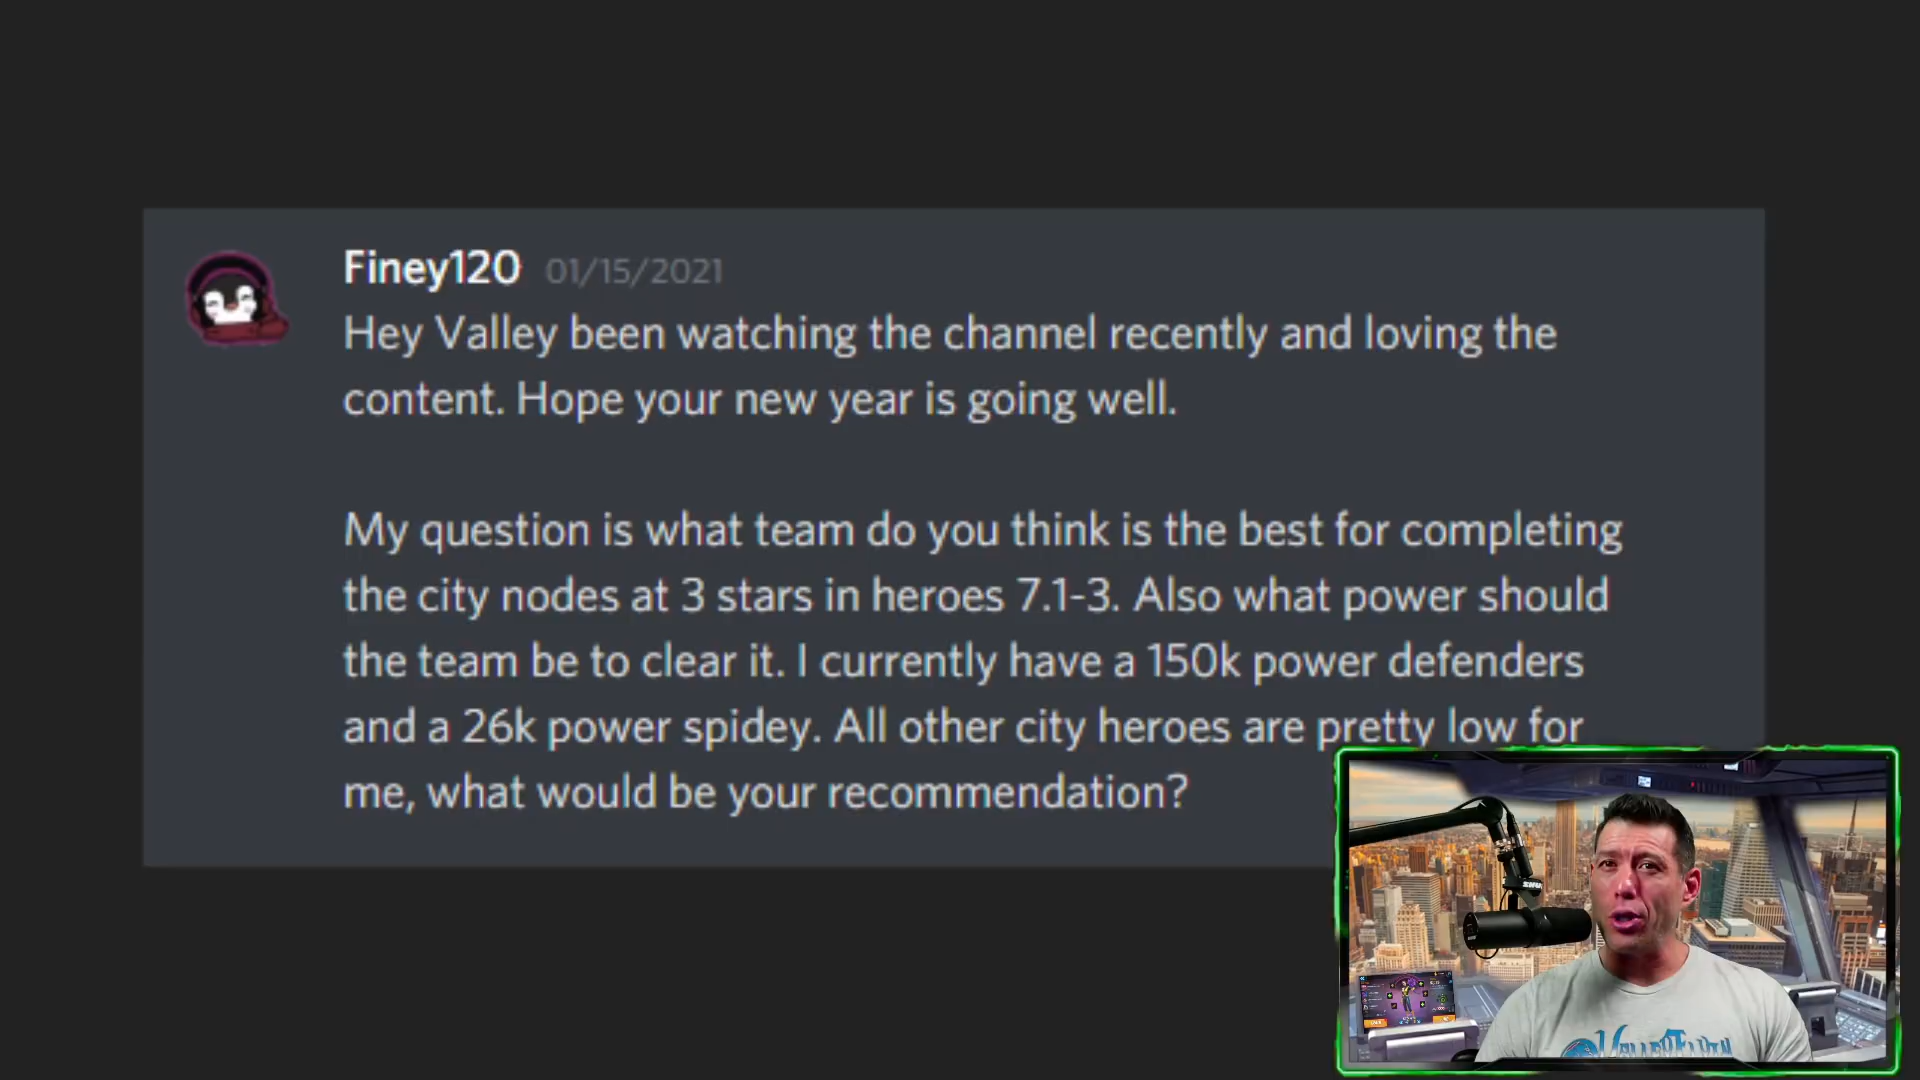 Finey120 01/15/2021
Hey Valley been watching the channel recently and loving the
content. Hope your new year is going well.
My question is what team do you think is the best for completing
the city nodes at 3 stars in heroes 7.1-3. Also what power should
the team be to clear it. I currently have a 150k power defenders
and a 26k power spidey. All other city heroes are pretty low for
me, what would be your recommendation?